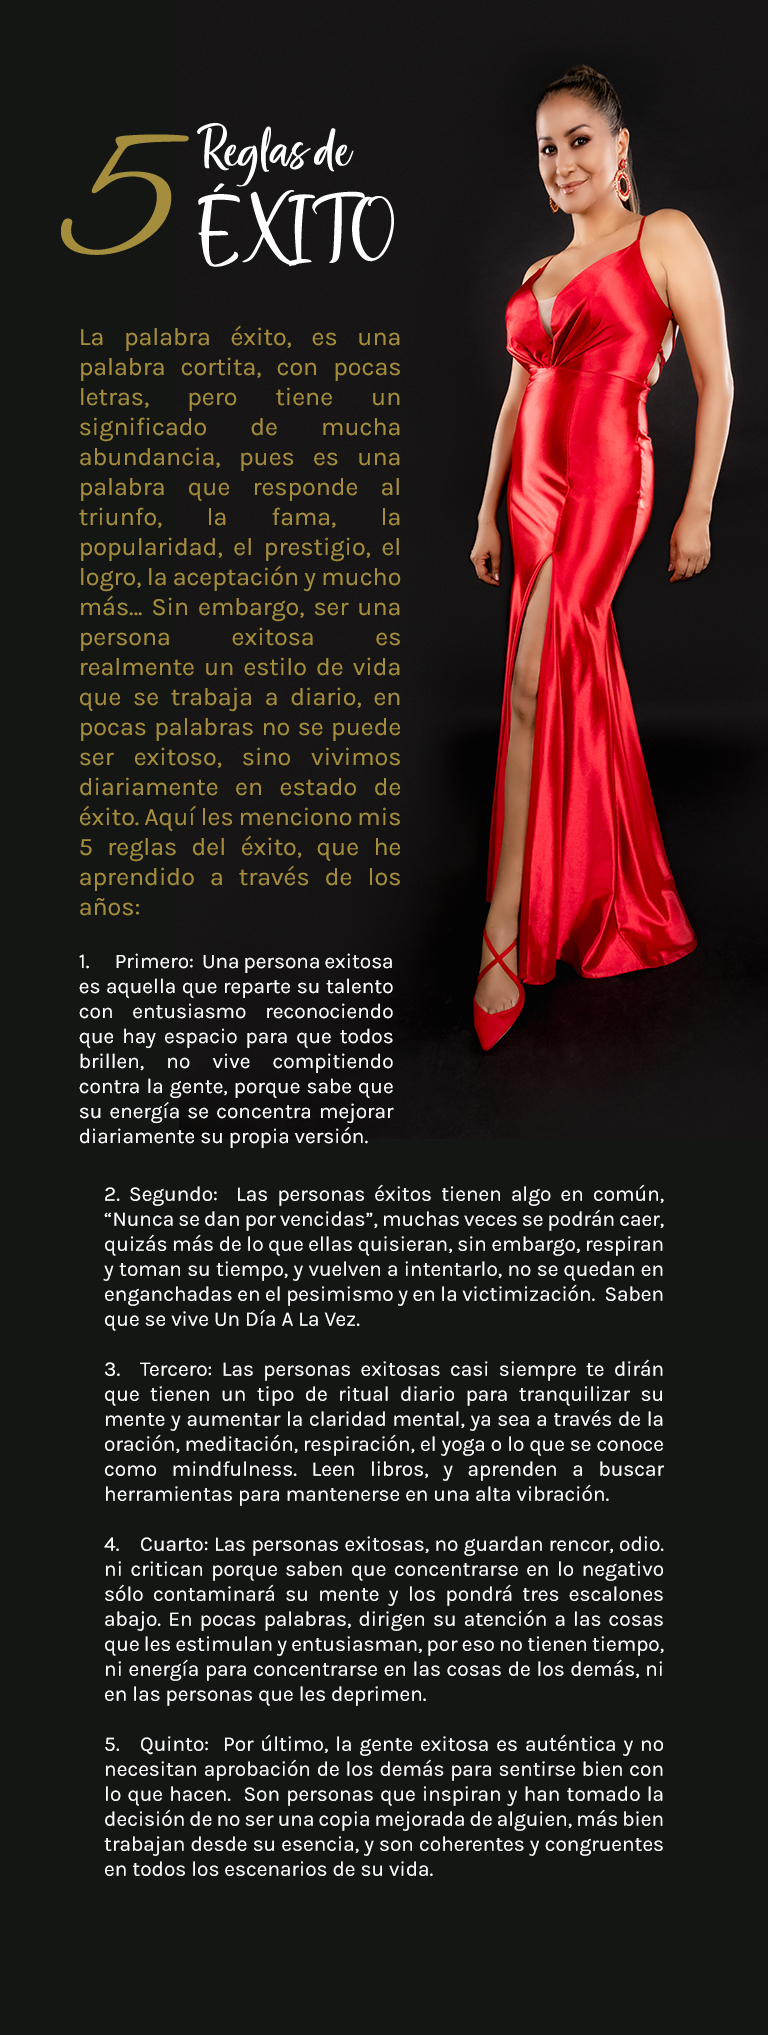 5 Reglas de
ÉXITO
La palabra éxito, es una
palabra cortita, con pocas
letras, pero tiene un
significado de mucha
abundancia, pues es una
palabra que responde al
triunfo, la fama, la
popularidad, el prestigio, el
logro, la aceptación y mucho
más... Sin embargo, ser una
persona exitosa es
realmente un estilo de vida
que se trabaja a diario, en
pocas palabras no se puede
ser exitoso, sino vivimos
diariamente en estado de
éxito. Aquí les menciono mis
5 reglas del éxito, que he
aprendido a través de los
años:
1. Primero: Una persona exitosa
es aquella que reparte su talento
con entusiasmo reconociendo
que hay espacio para que todos
brillen, no vive compitiendo
contra la gente, porque sabe que
su energía se concentra mejorar
diariamente su propia versión.
2. Segundo: Las personas éxitos tienen algo en común,
“Nunca se dan por vencidas”, muchas veces se podrán caer,
quizás más de lo que ellas quisieran, sin embargo, respiran
y toman su tiempo, y vuelven a intentarlo, no se quedan en
enganchadas en el pesimismo y en la victimización. Saben
que se vive Un Día A La Vez.
3. Tercero: Las personas exitosas casi siempre te dirán
que tienen un tipo de ritual diario para tranquilizar su
mente y aumentar la claridad mental, ya sea a través de la
oración, meditación, respiración, el yoga o lo que se conoce
como mindfulness. Leen libros, y aprenden a buscar
herramientas para mantenerse en una alta vibración.
4. Cuarto: Las personas exitosas, no guardan rencor, odio.
ni critican porque saben que concentrarse en lo negativo
sólo contaminará su mente y los pondrá tres escalones
abajo. En pocas palabras, dirigen su atención a las cosas
que les estimulan y entusiasman, por eso no tienen tiempo,
ni energía para concentrarse en las cosas de los demás, ni
en las personas que les deprimen.
5. Quinto: Por último, la gente exitosa es auténtica y no
necesitan aprobación de los demás para sentirse bien con
lo que hacen. Son personas que inspiran y han tomado la
decisión de no ser una copia mejorada de alguien, más bien
trabajan desde su esencia, y son coherentes y congruentes
en todos los escenarios de su vida.